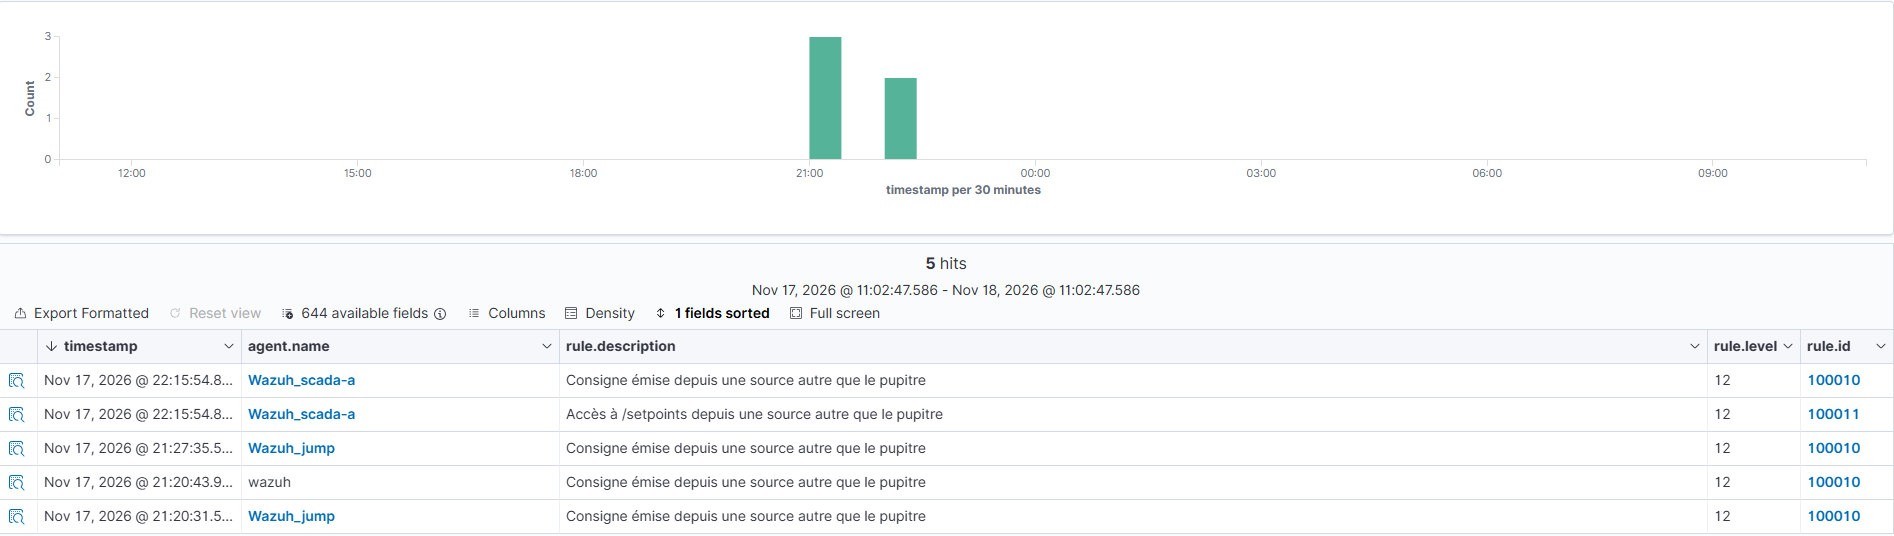 3
2
1
0
Count
12:00 15:00 18:00 21:00 00:00 03:00 06:00 09:00
timestamp per 30 minutes
5 hits
Nov 17, 2026 @ 11:02:47.586 - Nov 18, 2026 @ 11:02:47.586
Export Formatted Reset view 644 available fields Columns Density 1 fields sorted Full screen
timestamp agent.name rule.description rule.level rule.id
Nov 17, 2026 @ 22:15:54.8... Wazuh_scada-a Consigne émise depuis une source autre que le pupitre 12 100010
Nov 17, 2026 @ 22:15:54.8... Wazuh_scada-a Accès à /setpoints depuis une source autre que le pupitre 12 100011
Nov 17, 2026 @ 21:27:35.5... Wazuh_jump Consigne émise depuis une source autre que le pupitre 12 100010
Nov 17, 2026 @ 21:20:43.9... wazuh Consigne émise depuis une source autre que le pupitre 12 100010
Nov 17, 2026 @ 21:20:31.5... Wazuh_jump Consigne émise depuis une source autre que le pupitre 12 100010